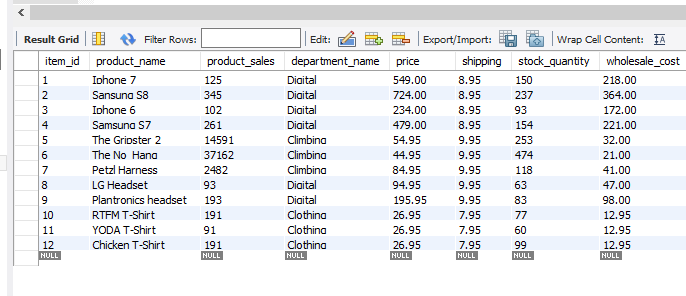 Result Grid Filter Rows: Edit: Export/Import: Wrap Cell Content:
item_id product_name product_sales department_name price shipping stock_quantity wholesale_cost
1 Iphone 7 125 Digital 549.00 8.95 150 218.00
2 Sansung S8 345 Digital 724.00 8.95 237 364.00
3 Iphone 6 102 Digital 234.00 8.95 93 172.00
4 Samsung S7 261 Digital 479.00 8.95 154 221.00
5 The Gripster 2 14591 Climbing 54.95 9.95 253 32.00
6 The No Hang 37162 Climbing 44.95 9.95 474 21.00
7 Petzl Harness 2482 Climbing 84.95 9.95 118 41.00
8 LG Headset 93 Digital 94.95 9.95 63 47.00
9 Plantronics headset 193 Digital 195.95 9.95 83 98.00
10 RTFM T-Shirt 191 Clothing 26.95 7.95 77 12.95
11 YODA T-Shirt 91 Clothing 26.95 7.95 60 12.95
12 Chicken T-Shirt 191 Clothing 26.95 7.95 99 12.95
NULL NULL NULL NULL NULL NULL NULL NULL